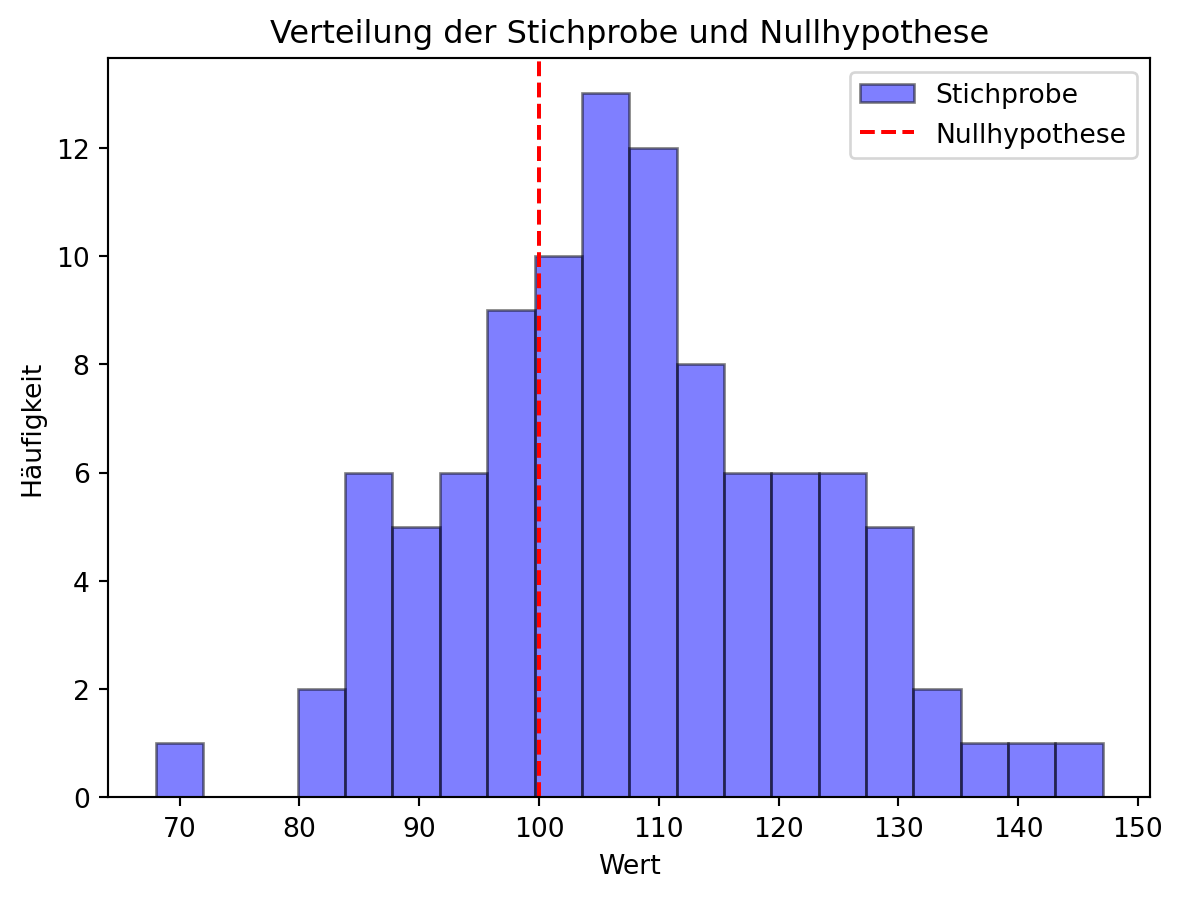 Verteilung der Stichprobe und Nullhypothese
Stichprobe
Nullhypothese
12
10
8
6
4
2
0
Häufigkeit
70 80 90 100 110 120 130 140 150
Wert